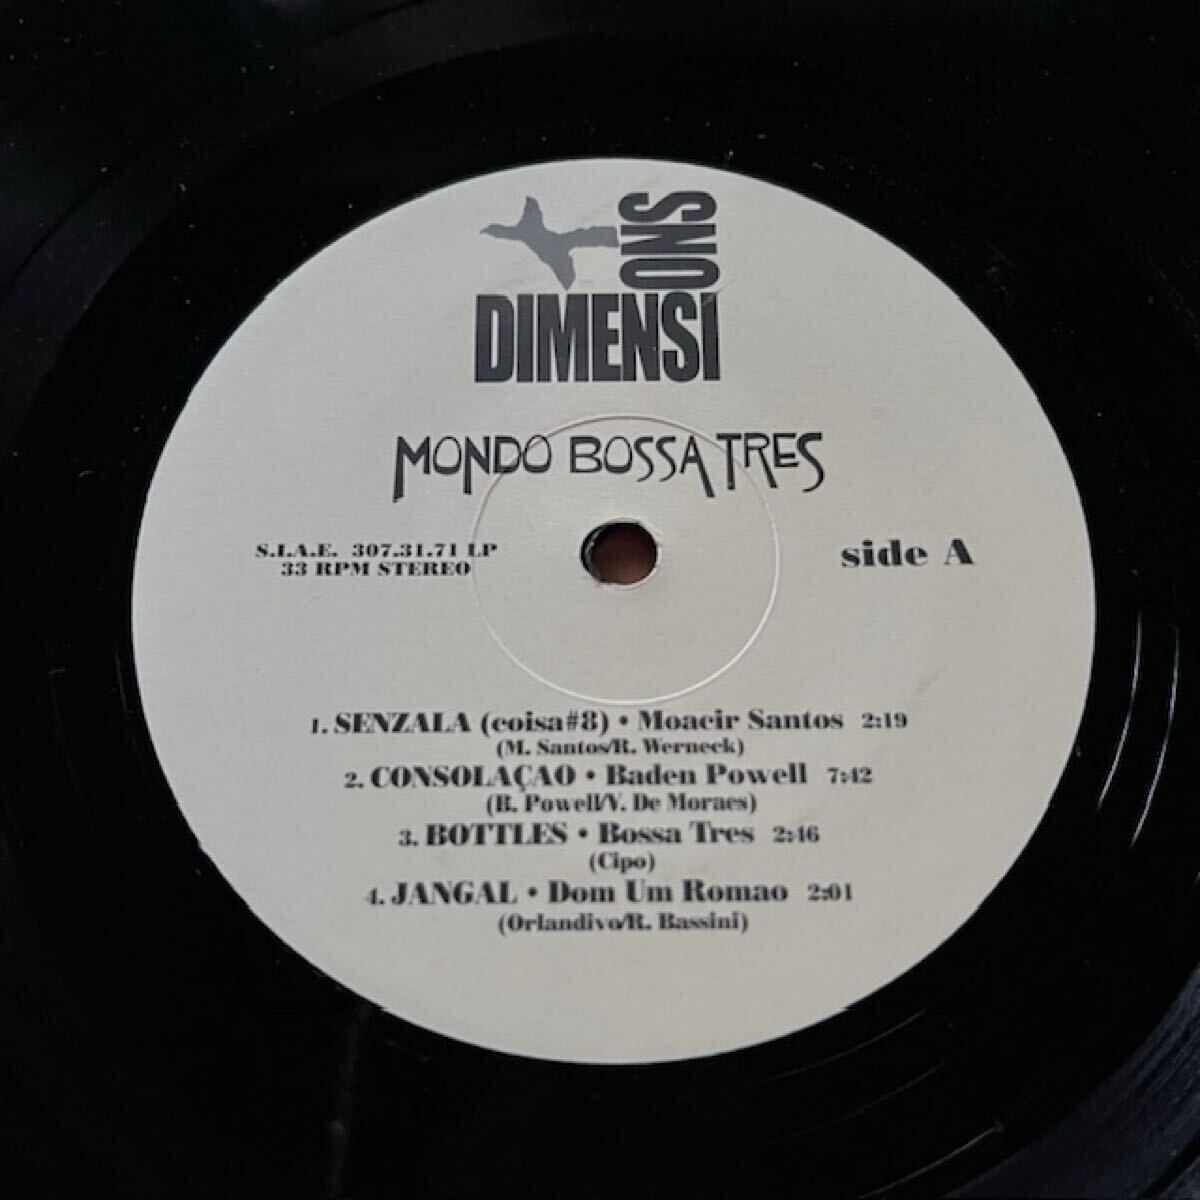 DIMENSIONS
MONDO BOSSA TRES
S.I.A.E. 307.31.71 LP
33 RPM STEREO
side A
1. SENZALA (coisa#8) • Moacir Santos 2:19
(M. Santos/R. Werneck)
2. CONSOLAÇAO • Baden Powell 7:42
(B. Powell/V. De Moraes)
3. BOTTLES • Bossa Tres 2:46
(Cipo)
4. JANGAL • Dom Um Romao 2:01
(Orlandivo/R. Bassini)